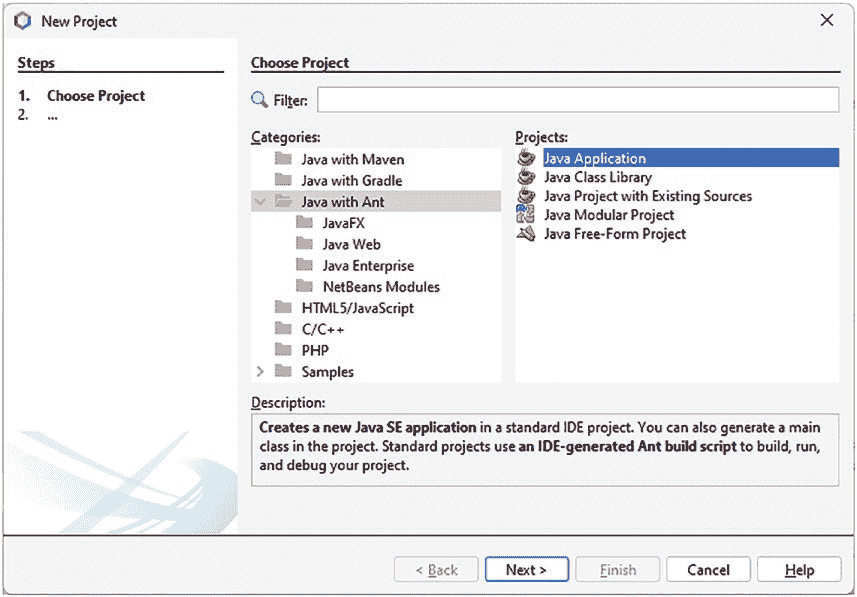 New Project
Steps
1. Choose Project
2. ...
Choose Project
Filter:
Categories:
Java with Maven
Java with Gradle
Java with Ant
JavaFX
Java Web
Java Enterprise
NetBeans Modules
HTML5/JavaScript
C/C++
PHP
Samples
Projects:
Java Application
Java Class Library
Java Project with Existing Sources
Java Modular Project
Java Free-Form Project
Description:
Creates a new Java SE application in a standard IDE project. You can also generate a main
class in the project. Standard projects use an IDE-generated Ant build script to build, run,
and debug your project.
< Back
Next >
Finish
Cancel
Help